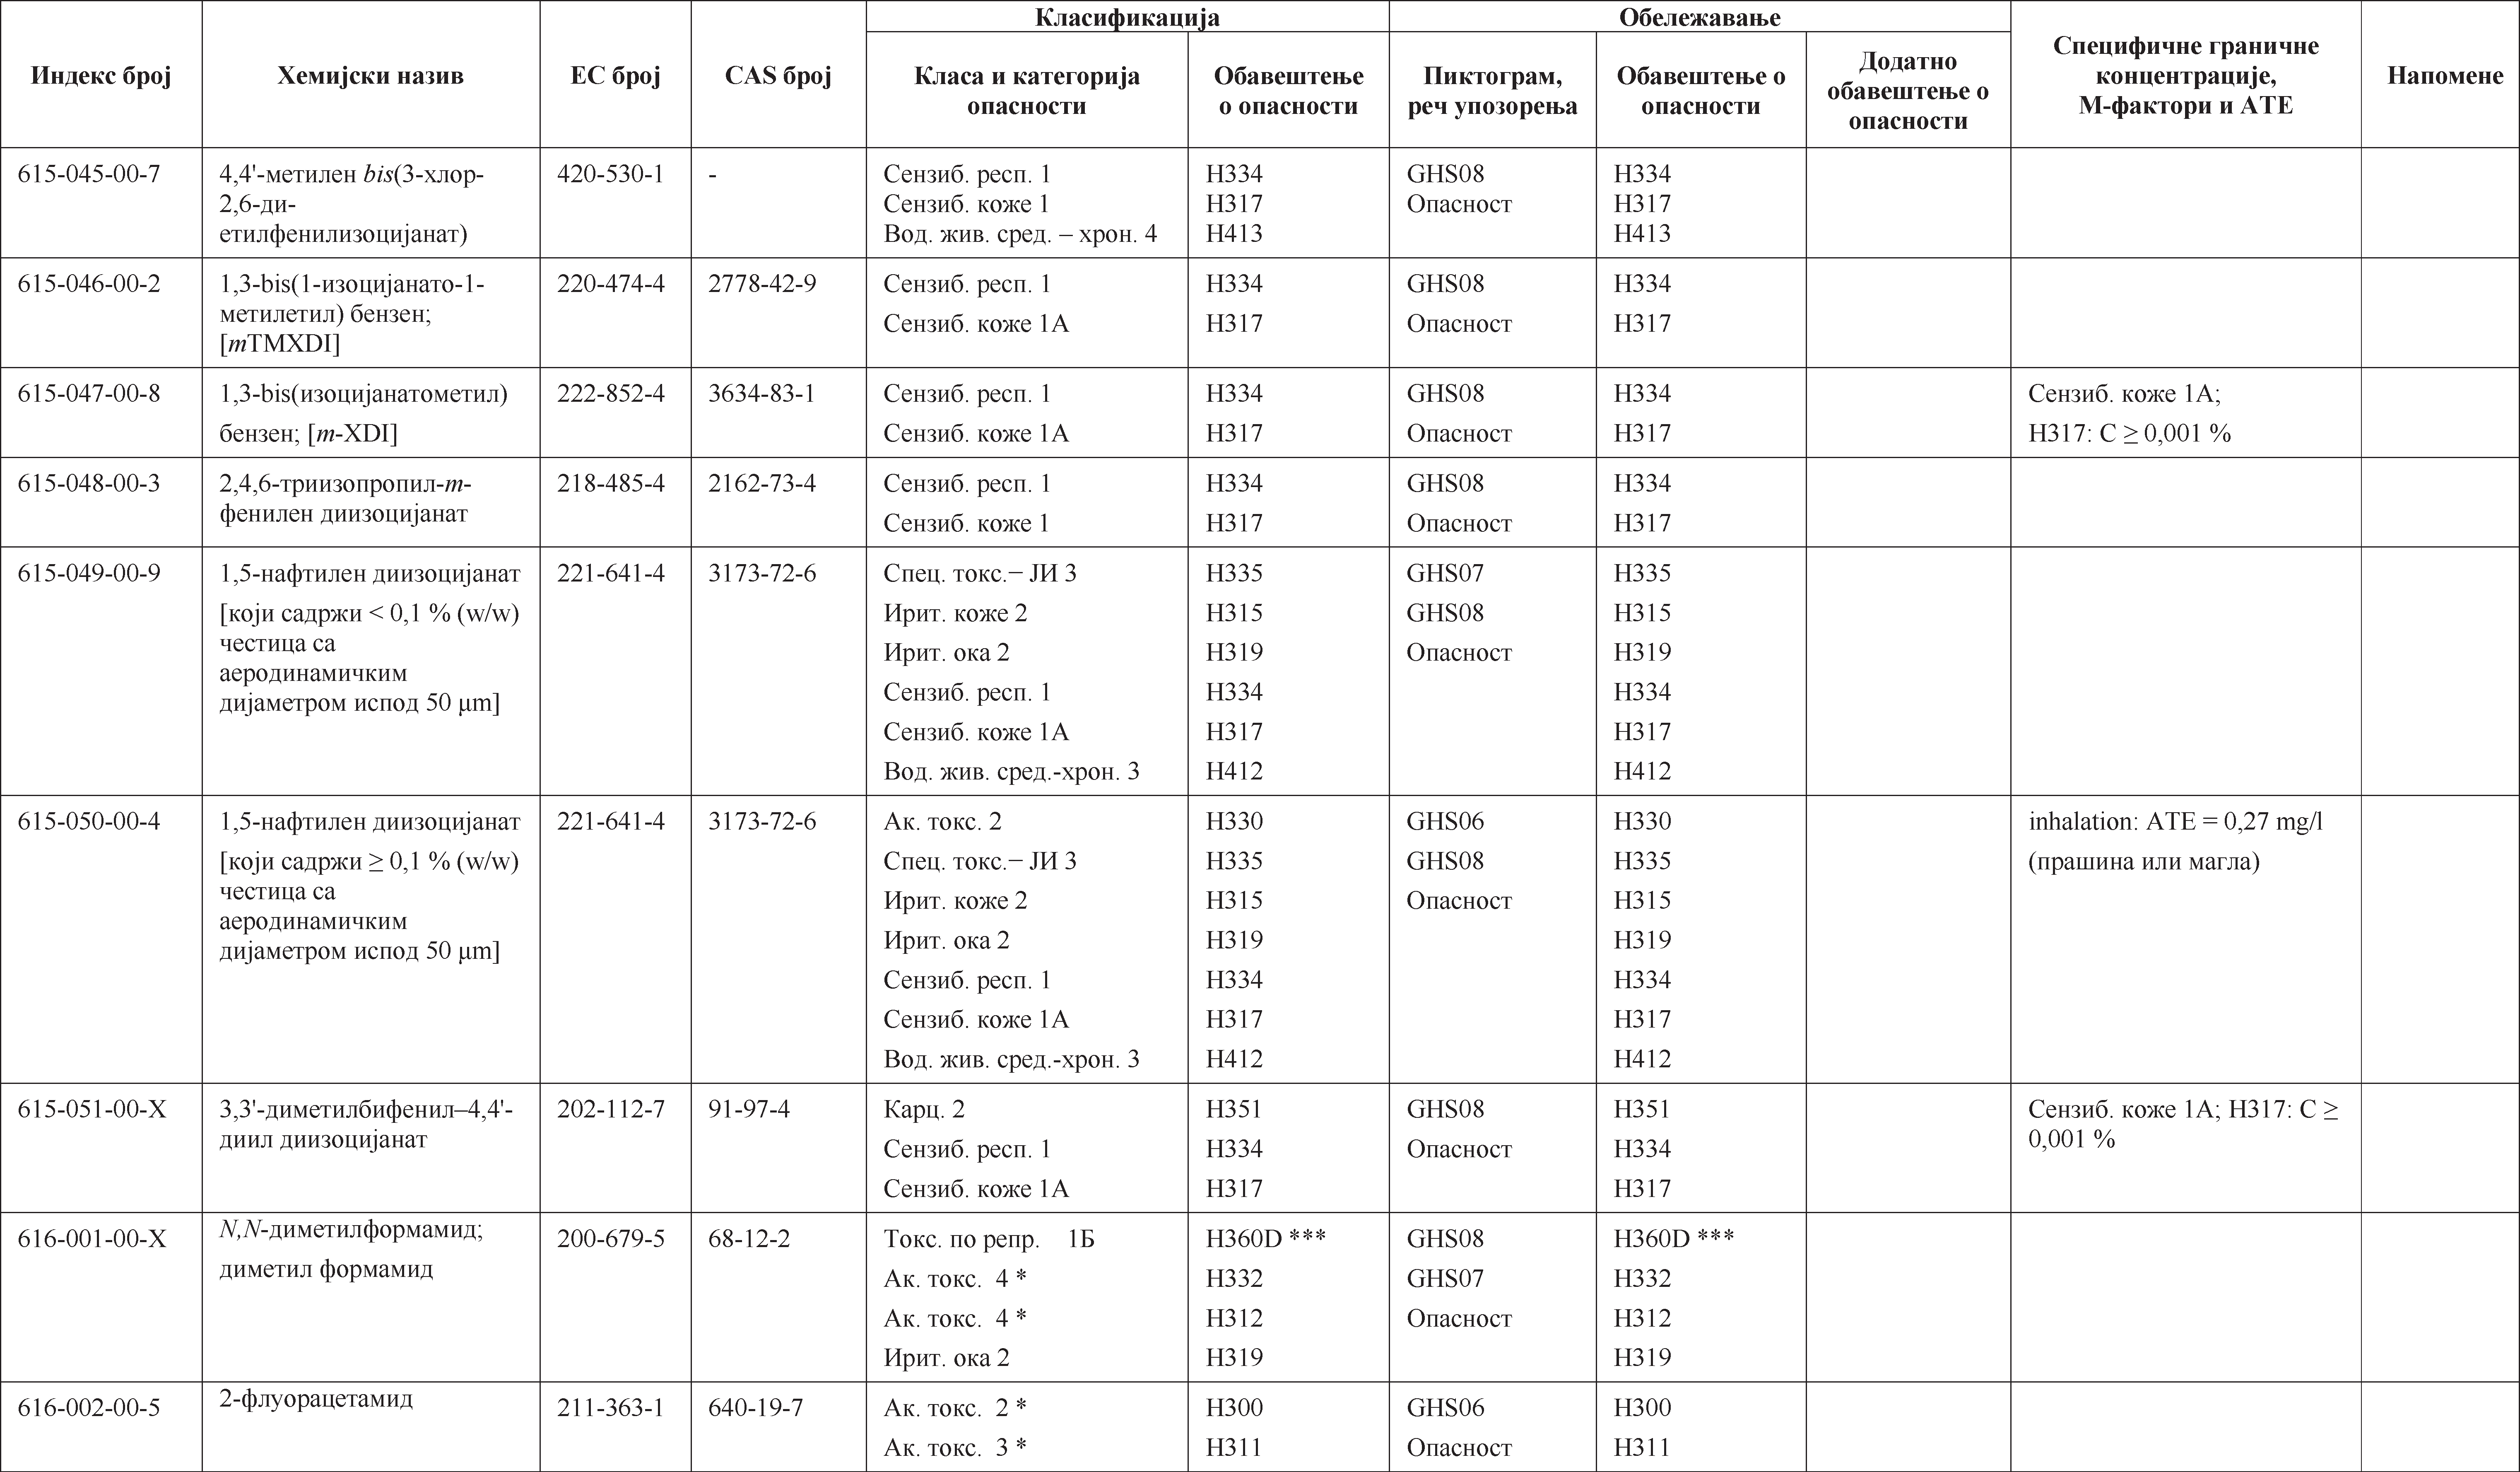 Индекс број
Хемијски назив
ЕС број
CAS број
Класификација
Класа и категорија
опасности
Обавештење
о опасности
Обележавање
Пиктограм,
реч упозорења
Обавештење о
опасности
Додатно
обавештење о
опасности
Специфичне граничне
концентрације,
М-фактори и АТЕ
Напомене
615-045-00-7
4,4'-метилен bis(3-хлор-
2,6-ди-
етилфенилизоцијанат)
420-530-1
-
Сензиб. респ. 1
Сензиб. коже 1
Вод. жив. сред. – хрон. 4
H334
H317
H413
GHS08
Опасност
H334
H317
H413
615-046-00-2
1,3-bis(1-изоцијанато-1-
метилетил) бензен;
[mTMXDI]
220-474-4
2778-42-9
Сензиб. респ. 1
Сензиб. коже 1А
H334
H317
GHS08
Опасност
H334
H317
615-047-00-8
1,3-bis(изоцијанатометил)
бензен; [m-XDI]
222-852-4
3634-83-1
Сензиб. респ. 1
Сензиб. коже 1А
H334
H317
GHS08
Опасност
H334
H317
Сензиб. коже 1А;
H317: C ≥ 0,001 %
615-048-00-3
2,4,6-триизопропил-m-
фенилен диизоцијанат
218-485-4
2162-73-4
Сензиб. респ. 1
Сензиб. коже 1
H334
H317
GHS08
Опасност
H334
H317
615-049-00-9
1,5-нафтилен диизоцијанат
[који садржи < 0,1 % (w/w)
честица са
аеродинамичким
дијаметром испод 50 μm]
221-641-4
3173-72-6
Спец. токс.− ЈИ 3
Ирит. коже 2
Ирит. ока 2
Сензиб. респ. 1
Сензиб. коже 1А
Вод. жив. сред.-хрон. 3
H335
H315
H319
H334
H317
H412
GHS07
GHS08
Опасност
H335
H315
H319
H334
H317
H412
615-050-00-4
1,5-нафтилен диизоцијанат
[који садржи ≥ 0,1 % (w/w)
честица са
аеродинамичким
дијаметром испод 50 μm]
221-641-4
3173-72-6
Ак. токс. 2
Спец. токс.− ЈИ 3
Ирит. коже 2
Ирит. ока 2
Сензиб. респ. 1
Сензиб. коже 1А
Вод. жив. сред.-хрон. 3
H330
H335
H315
H319
H334
H317
H412
GHS06
GHS08
Опасност
H330
H335
H315
H319
H334
H317
H412
inhalation: ATE = 0,27 mg/l
(прашина или магла)
615-051-00-X
3,3'-диметилбифенил–4,4'-
диил диизоцијанат
202-112-7
91-97-4
Карц. 2
Сензиб. респ. 1
Сензиб. коже 1А
H351
H334
H317
GHS08
Опасност
H351
H334
H317
Сензиб. коже 1А; H317: C ≥
0,001 %
616-001-00-X
N,N-диметилформамид;
диметил формамид
200-679-5
68-12-2
Токс. по репр. 1Б
Ак. токс. 4 *
Ак. токс. 4 *
Ирит. ока 2
H360D ***
H332
H312
H319
GHS08
GHS07
Опасност
H360D ***
H332
H312
H319
616-002-00-5
2-флуорацетамид
211-363-1
640-19-7
Ак. токс. 2 *
Ак. токс. 3 *
H300
H311
GHS06
Опасност
H300
H311